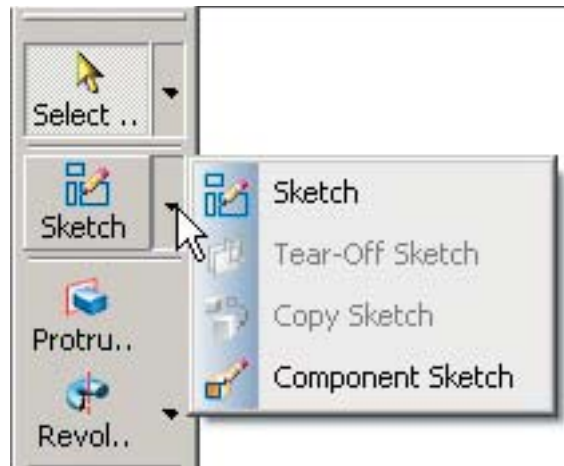 Select ..
Sketch
Protru..
Revol..
Sketch
Tear-Off Sketch
Copy Sketch
Component Sketch